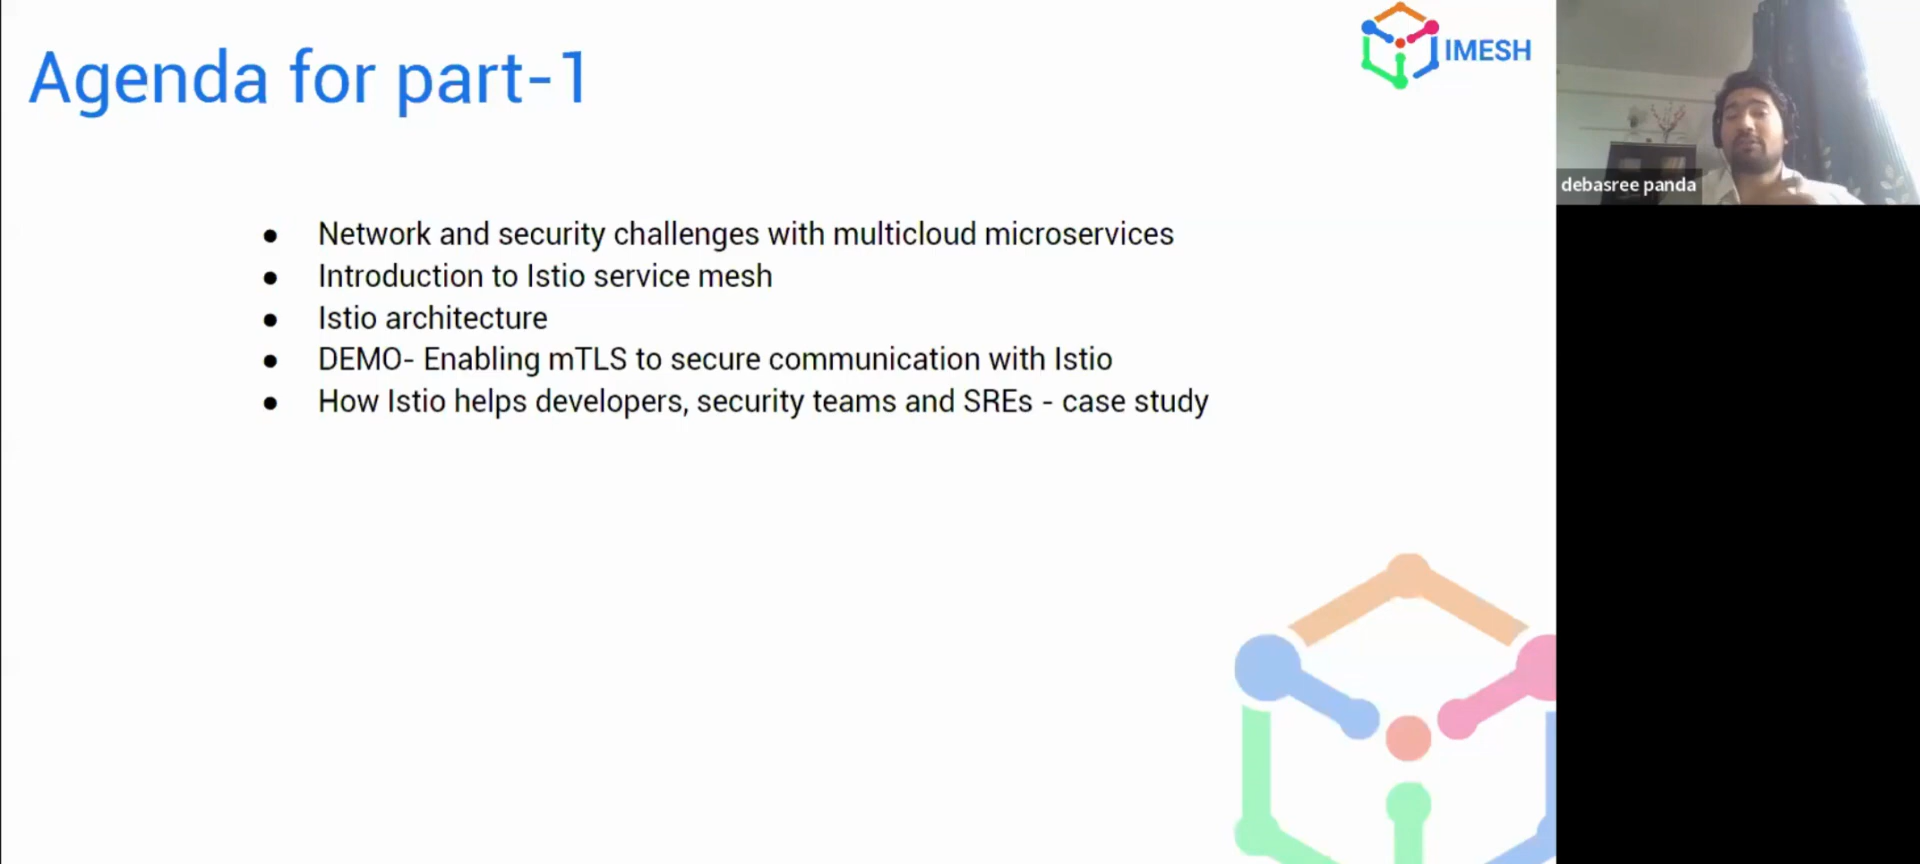 Agenda for part-1
IMESH
debasree panda
● Network and security challenges with multicloud microservices
● Introduction to Istio service mesh
● Istio architecture
● DEMO- Enabling mTLS to secure communication with Istio
● How Istio helps developers, security teams and SREs - case study